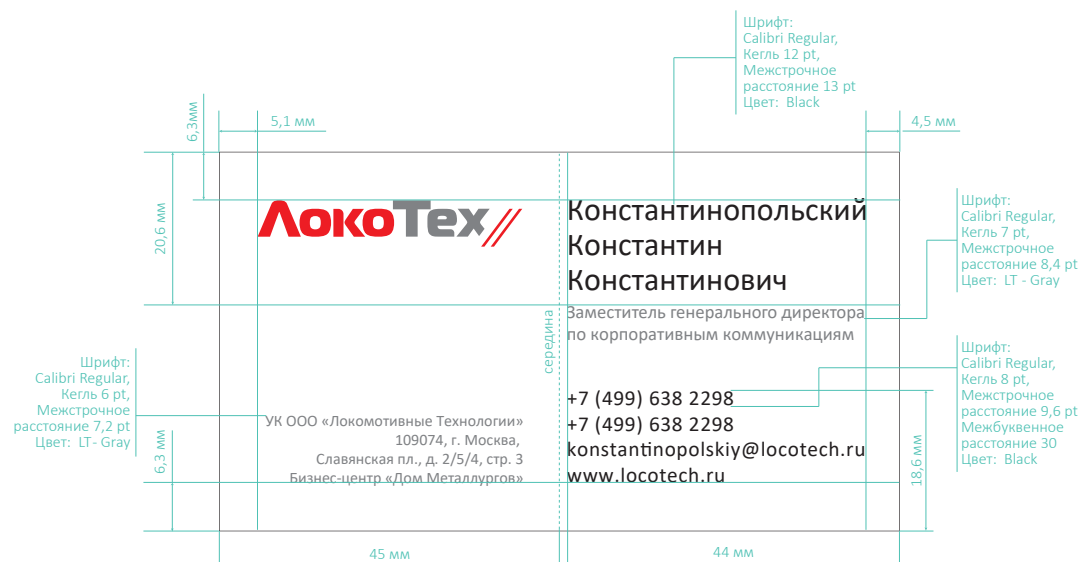 Шрифт:
Calibri Regular,
Кегль 12 pt,
Межстрочное
расстояние 13 pt
Цвет: Black
6,3мм
5,1 мм
4,5 мм
20,6 мм
ЛокоТех
Константинопольский
Константин
Константинович
Шрифт:
Calibri Regular,
Кегль 7 pt,
Межстрочное
расстояние 8,4 pt
Цвет: LT - Gray
середина
Заместитель генерального директора
по корпоративным коммуникациям
Шрифт:
Calibri Regular,
Кегль 6 pt,
Межстрочное
расстояние 7,2 pt
Цвет: LT- Gray
6,3 мм
УК ООО «Локомотивные Технологии»
109074, г. Москва,
Славянская пл., д. 2/5/4, стр. 3
Бизнес-центр «Дом Металлургов»
+7 (499) 638 2298
+7 (499) 638 2298
konstantinopolskiy@locotech.ru
www.locotech.ru
Шрифт:
Calibri Regular,
Кегль 8 pt,
Межстрочное
расстояние 9,6 pt
Межбуквенное
расстояние 30
Цвет: Black
18,6 мм
45 мм
44 мм